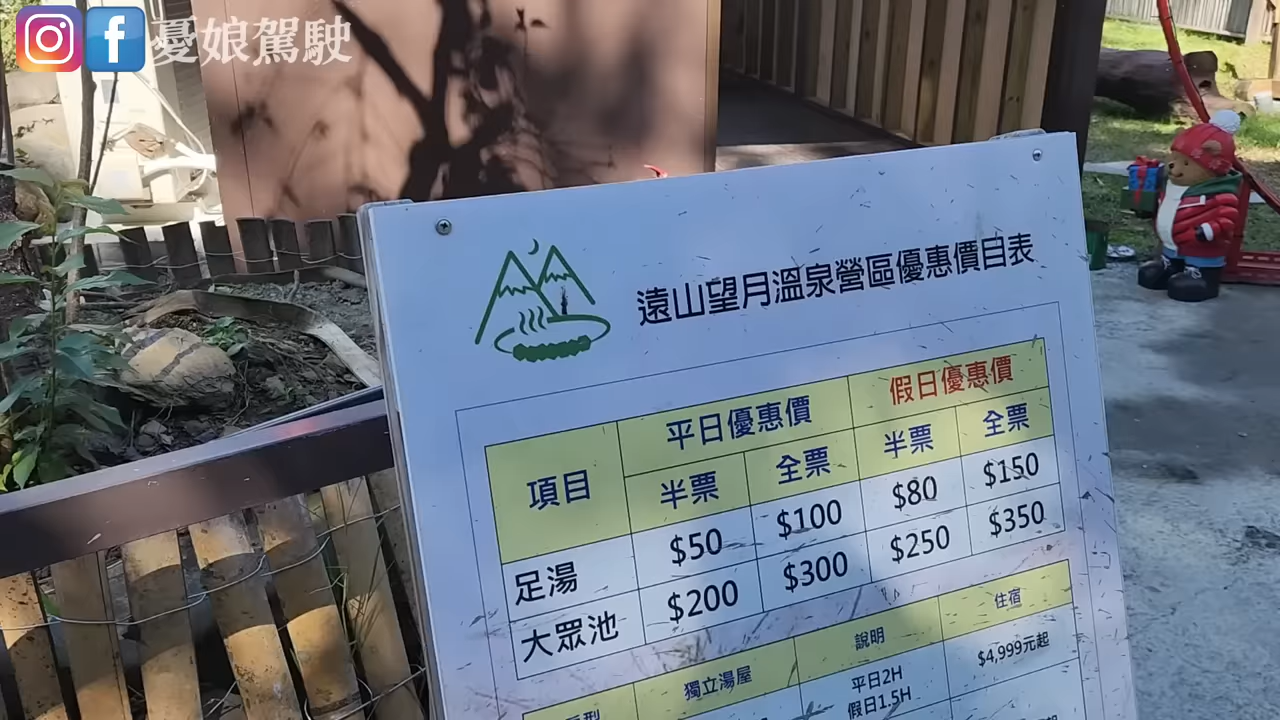 憂娘駕駛
遠山望月溫泉營區優惠價目表
項目 平日優惠價 假日優惠價
半票 全票 半票 全票
足湯 $50 $100 $80 $150
大眾池 $200 $300 $250 $350
獨立湯屋 說明 住宿
平日2H
假日1.5H
$4,999元起